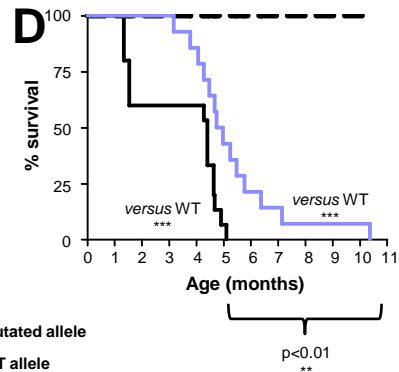 D
100
75
50
25
0
% survival
versus WT
***
versus WT
***
0 1 2 3 4 5 6 7 8 9 10 11
Age (months)
utated allele
T allele
p<0.01
**